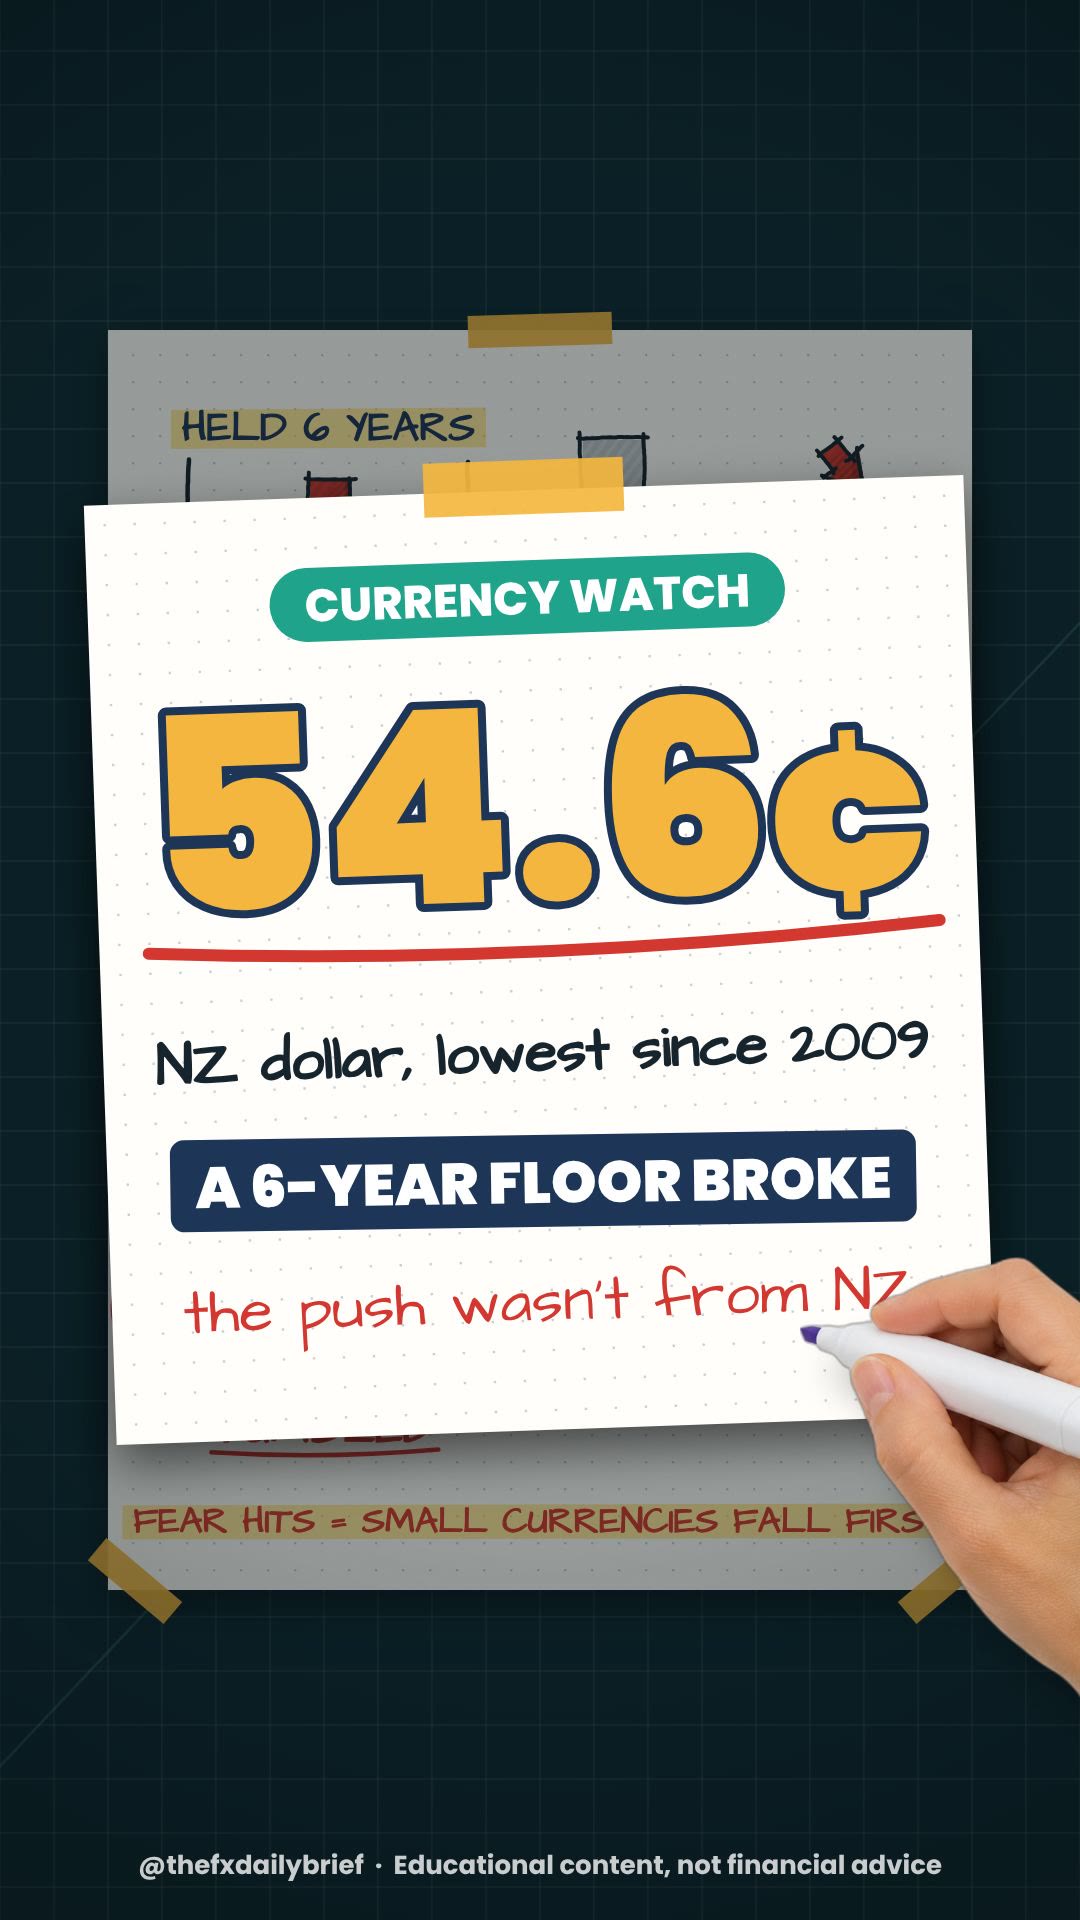 HELD 6 YEARS
CURRENCY WATCH
54.6¢
NZ dollar, lowest since 2009
A 6-YEAR FLOOR BROKE
the push wasn't from NZ
FEAR HITS = SMALL CURRENCIES FALL
@thefxdailybrief · Educational content, not financial advice